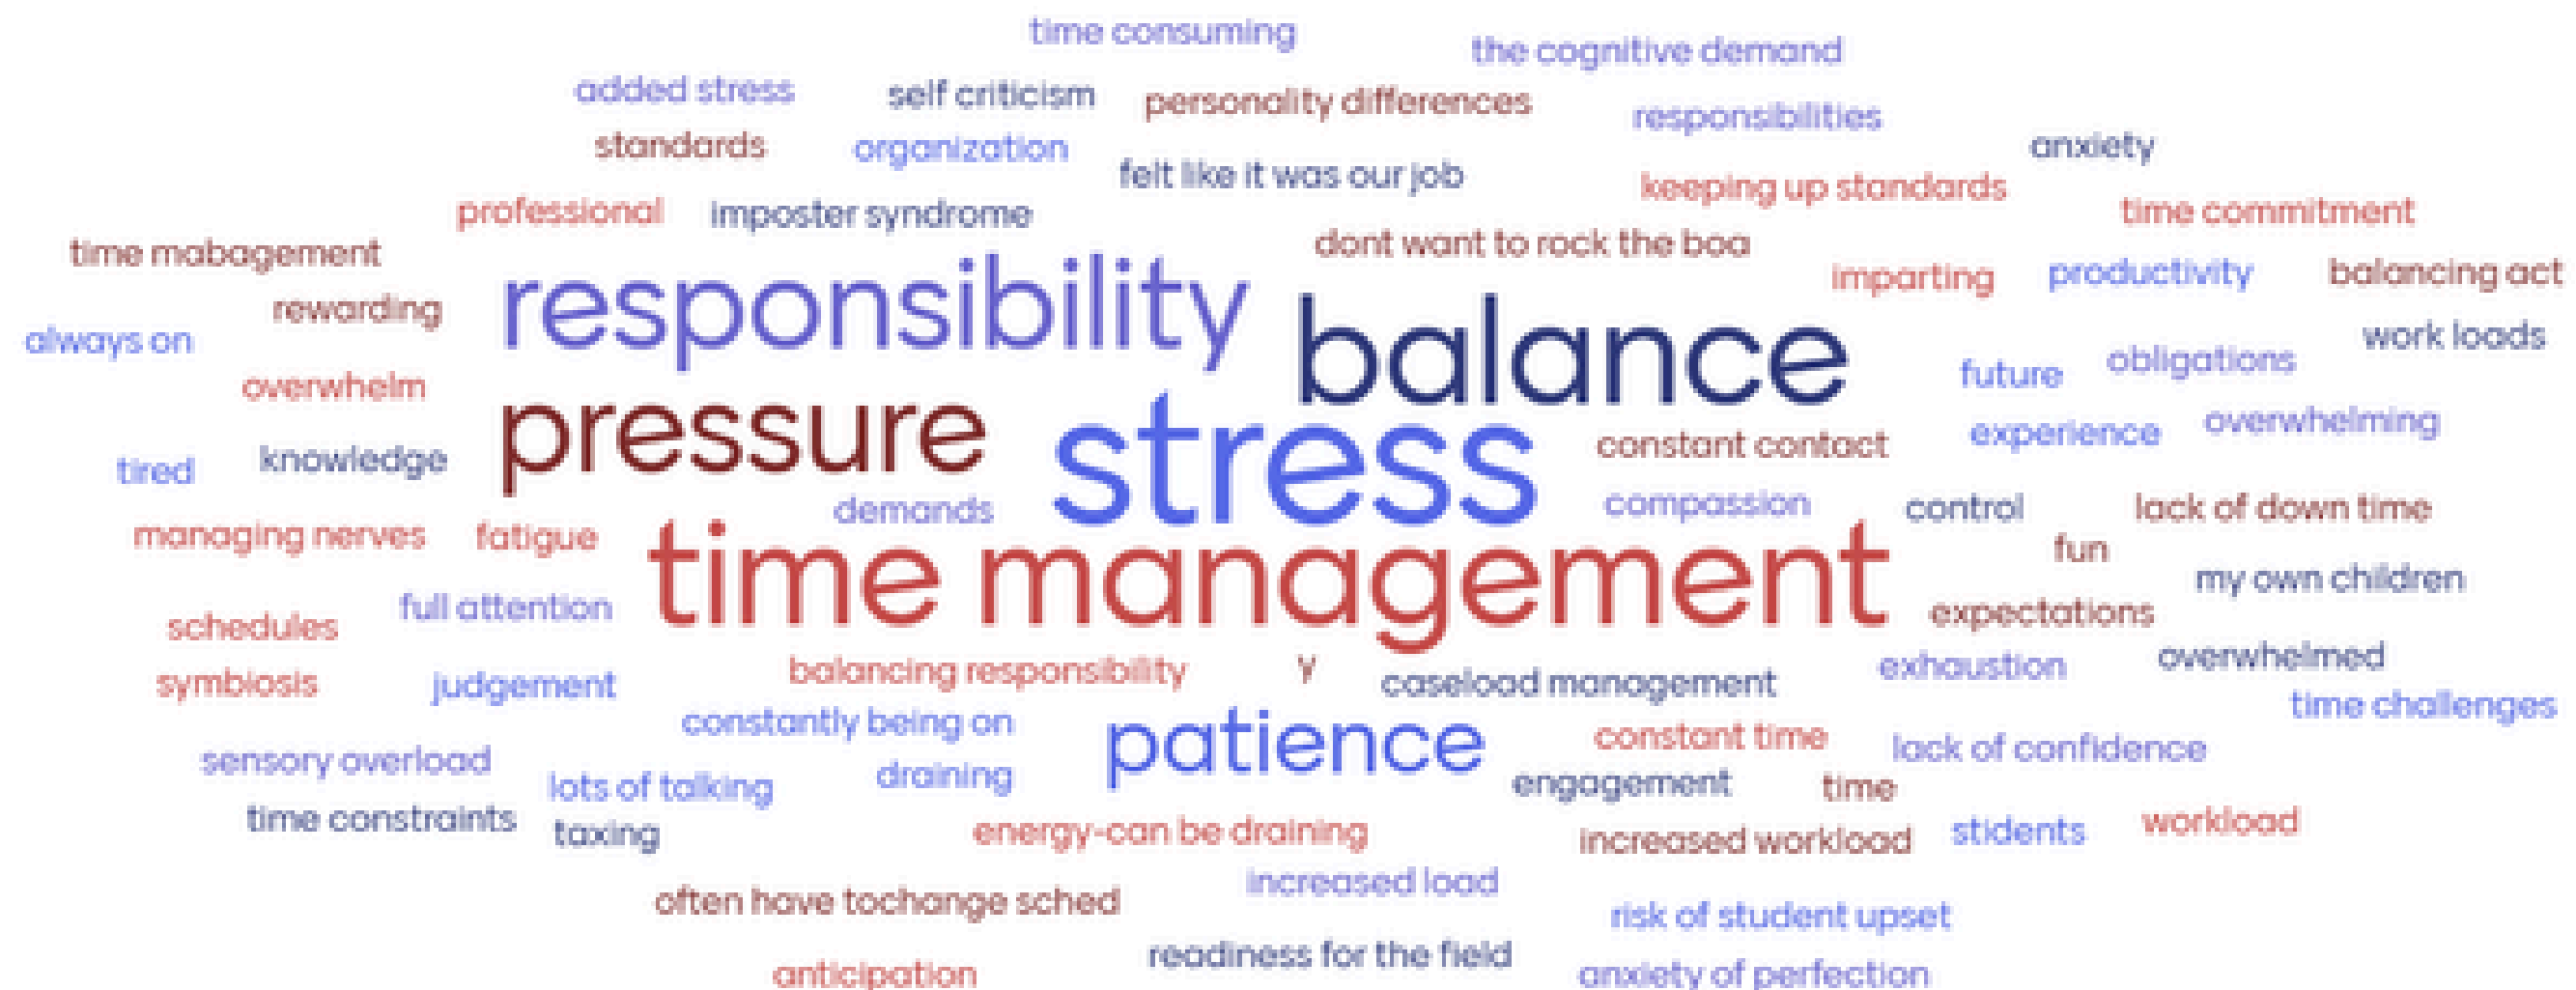 time consuming
the cognitive demand
added stress
self criticism
personality differences
responsibilities
standards
organization
anxiety
felt like it was our job
keeping up standards
professional
imposter syndrome
time commitment
time mabagement
dont want to rock the boa
rewarding
responsibility
imparting
productivity
balancing act
always on
balance
work loads
overwhelm
future
obligations
pressure
stress
constant contact
experience
overwhelming
tired
knowledge
demands
compassion
control
lack of down time
managing nerves
fatigue
time management
fun
my own children
schedules
full attention
expectations
symbiosis
judgement
balancing responsibility
y
caseload management
exhaustion
overwhelmed
time challenges
constantly being on
patience
constant time
lack of confidence
sensory overload
lots of talking
draining
engagement
time
time constraints
taxing
energy-can be draining
increased workload
stidents
workload
often have tochange sched
increased load
risk of student upset
readiness for the field
anticipation
anxiety of perfection